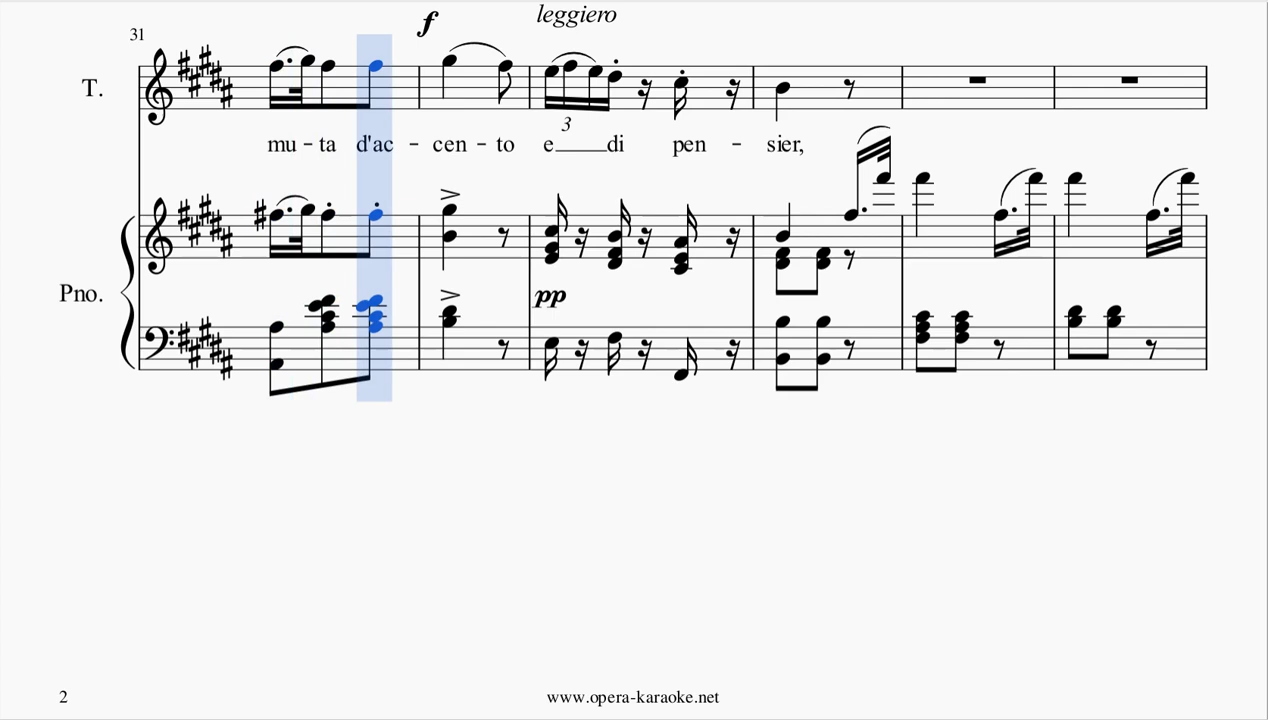 f
leggiero
31
T.
3
mu - ta d'ac - cen - to e di pen - sier,
Pno.
pp
2
www.opera-karaoke.net